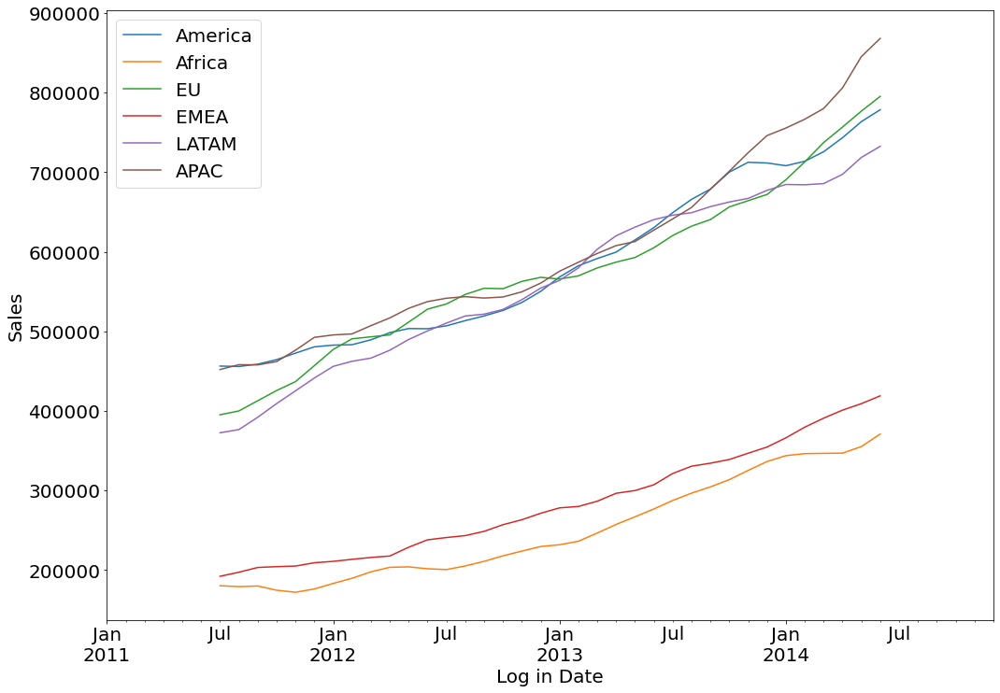 900000
800000
700000
600000
500000
400000
300000
200000
Sales
America
Africa
EU
EMEA
LATAM
APAC
Jan Jul Jan Jul Jan Jul Jan Jul
2011 2012 2013 2014
Log in Date